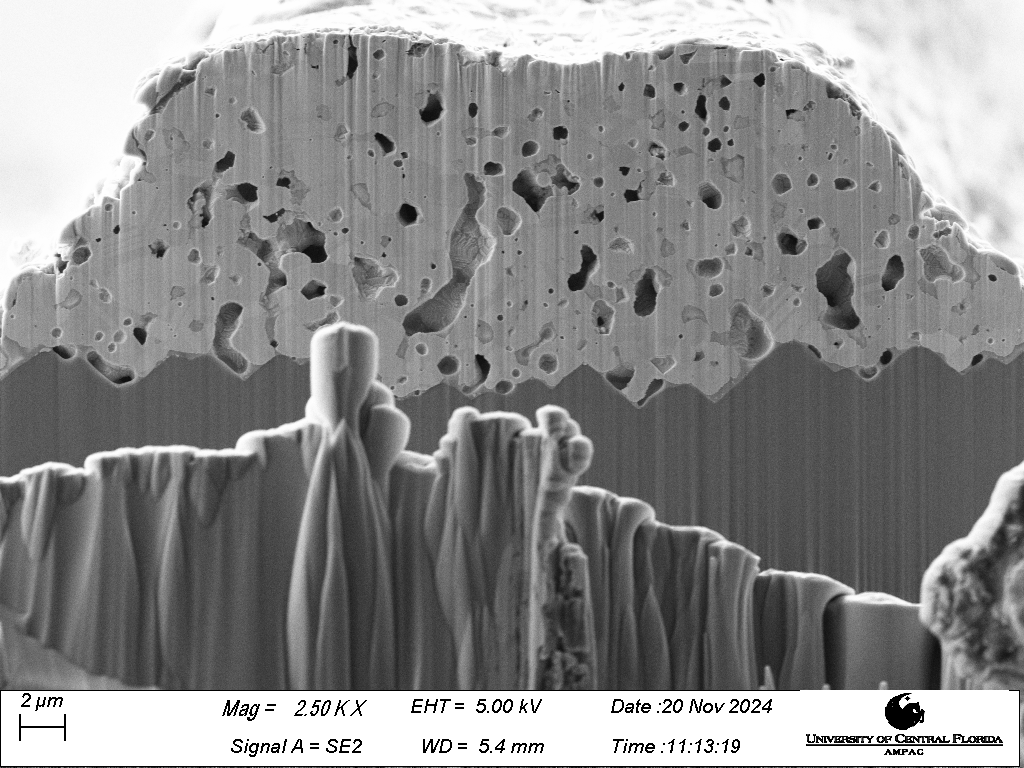 2 µm
Mag = 2.50 K X
EHT = 5.00 kV
Date :20 Nov 2024
Signal A = SE2
WD = 5.4 mm
Time :11:13:19
University of Central Florida
AMPAC